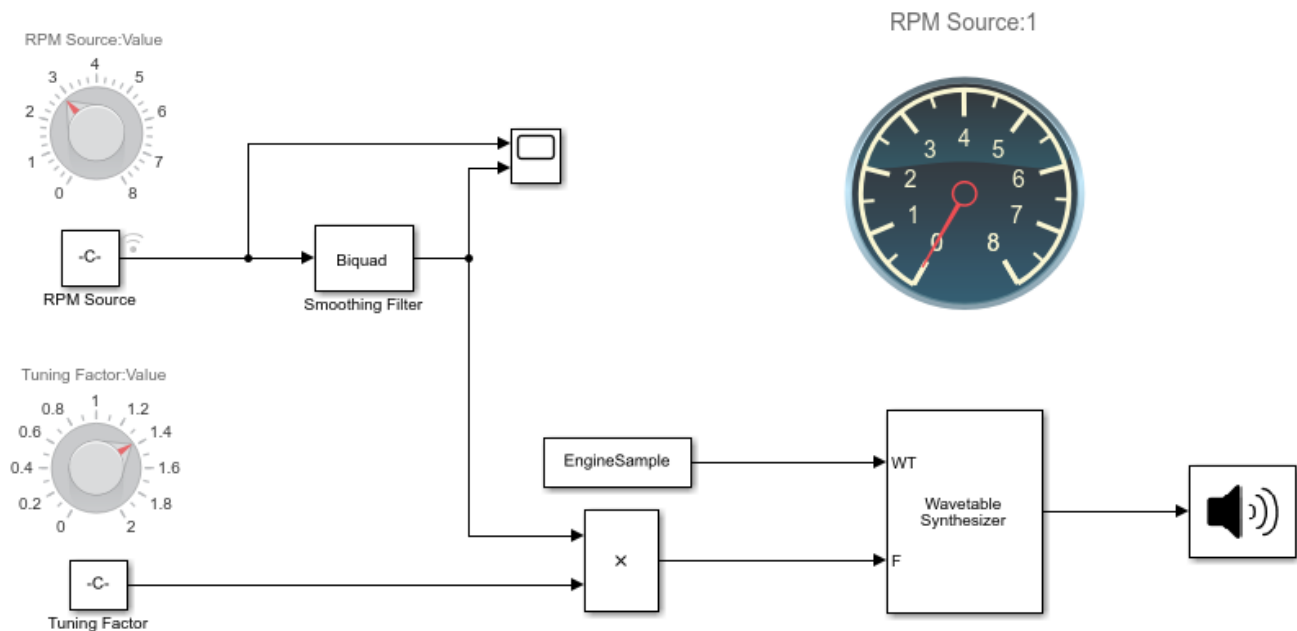 RPM Source:Value
0
1
2
3
4
5
6
7
8
-C-
RPM Source
Biquad
Smoothing Filter
RPM Source:1
0
1
2
3
4
5
6
7
8
Tuning Factor:Value
0
0.2
0.4
0.6
0.8
1
1.2
1.4
1.6
1.8
2
-C-
Tuning Factor
EngineSample
×
WT
F
Wavetable
Synthesizer